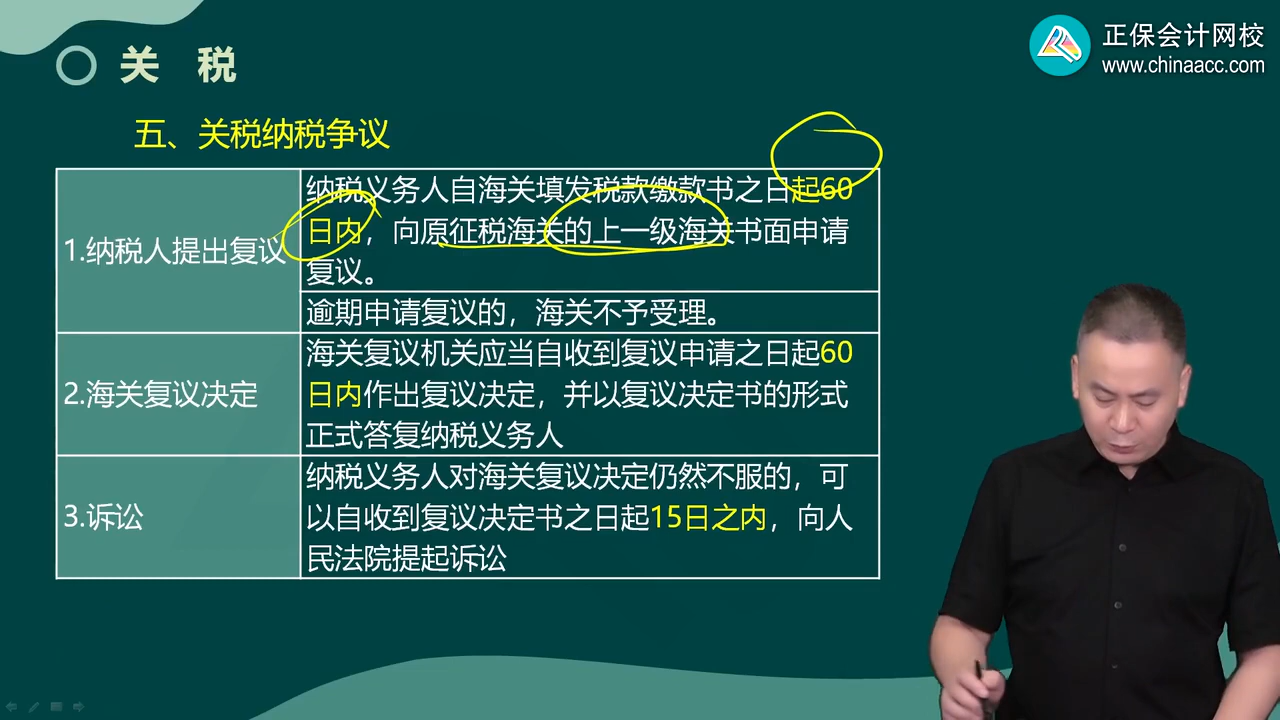 关 税
正保会计网校
www.chinaacc.com
五、关税纳税争议
1.纳税人提出复议
纳税义务人自海关填发税款缴款书之日起60
日内，向原征税海关的上一级海关书面申请
复议。
逾期申请复议的，海关不予受理。
2.海关复议决定
海关复议机关应当自收到复议申请之日起60
日内作出复议决定，并以复议决定书的形式
正式答复纳税义务人
3.诉讼
纳税义务人对海关复议决定仍然不服的，可
以自收到复议决定书之日起15日之内，向人
民法院提起诉讼